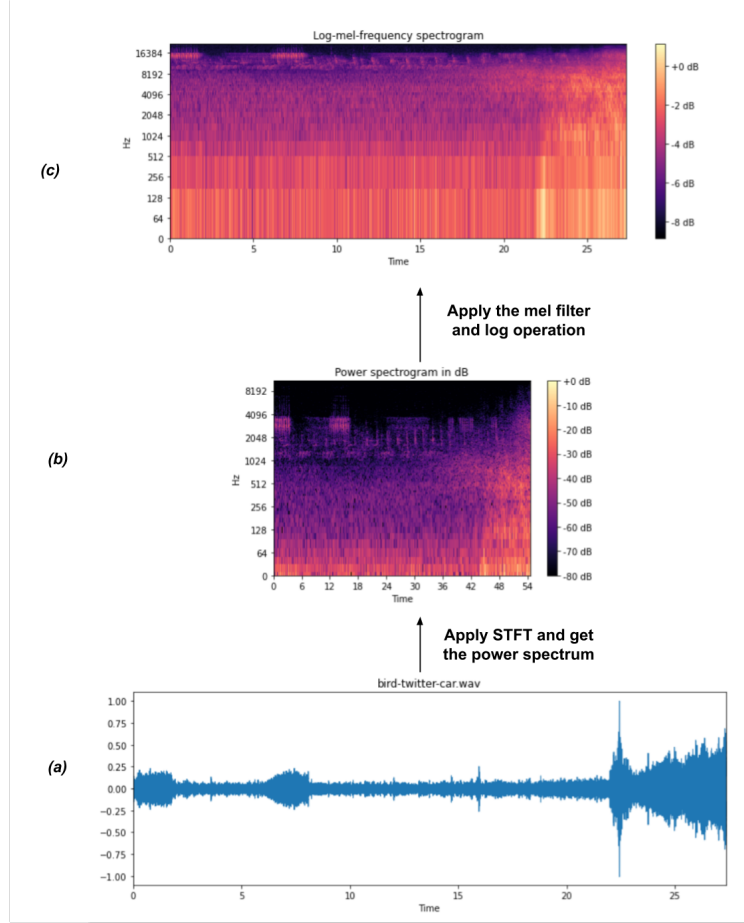 Log-mel-frequency spectrogram
16384
8192
4096
2048
1024
512
256
128
64
0
Hz
0 5 10 15 20 25
Time
+0 dB
-2 dB
-4 dB
-6 dB
-8 dB
(c)
Apply the mel filter
and log operation
Power spectrogram in dB
8192
4096
2048
1024
512
256
128
64
0
Hz
0 6 12 18 24 30 36 42 48 54
Time
+0 dB
-10 dB
-20 dB
-30 dB
-40 dB
-50 dB
-60 dB
-70 dB
-80 dB
(b)
Apply STFT and get
the power spectrum
bird-twitter-car.wav
1.00
0.75
0.50
0.25
0.00
−0.25
−0.50
−0.75
−1.00
0 5 10 15 20 25
Time
(a)